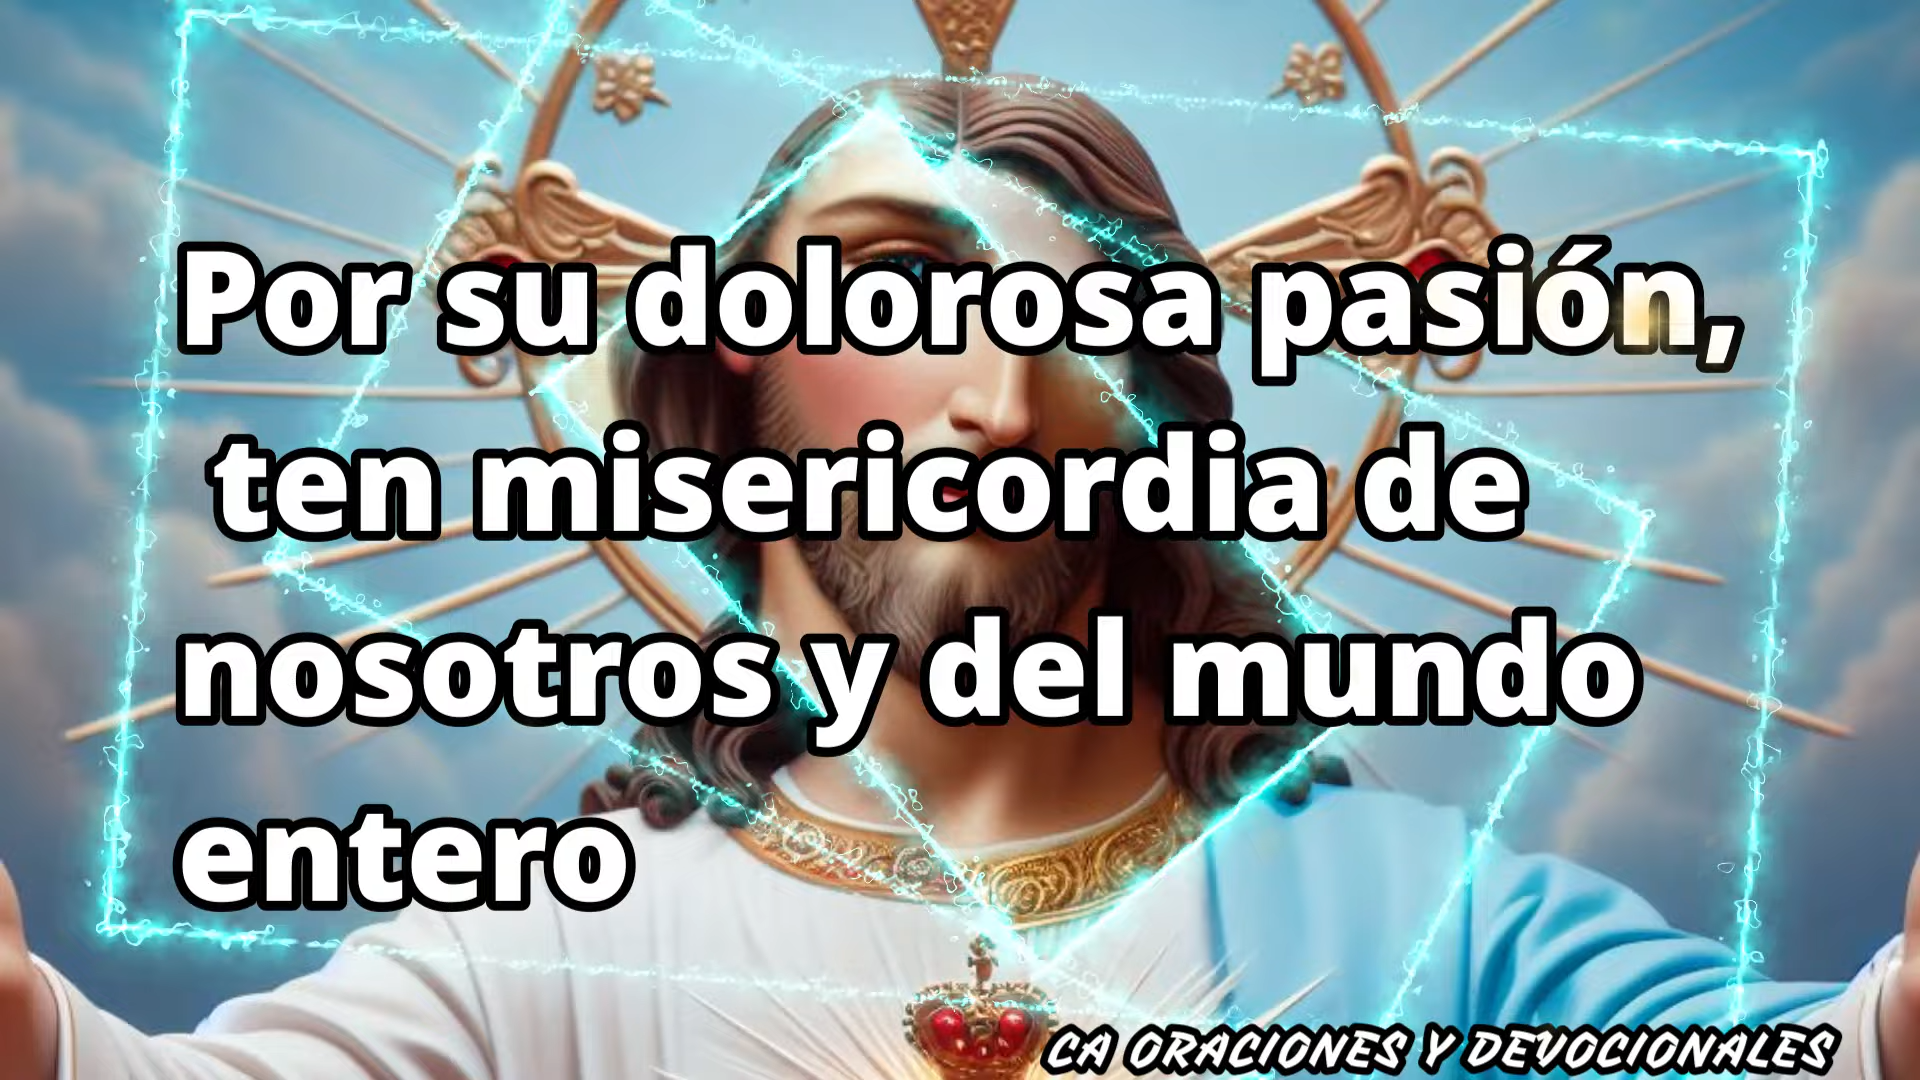 Por su dolorosa pasión,
ten misericordia de
nosotros y del mundo
entero
CA ORACIONES Y DEVOCIONALES